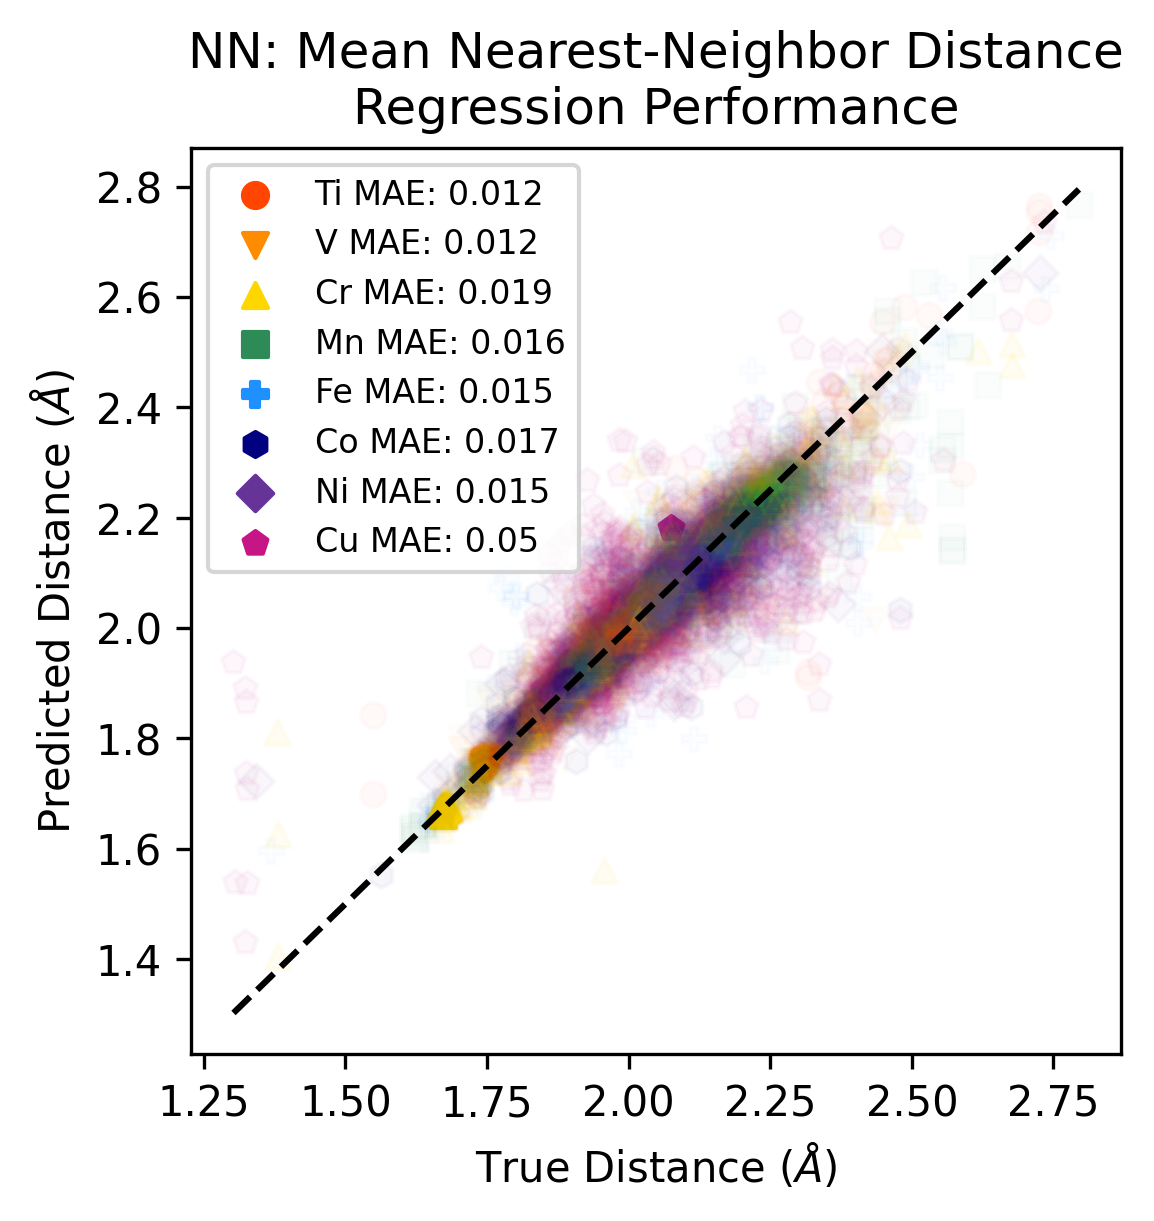 NN: Mean Nearest-Neighbor Distance
Regression Performance
2.8
2.6
2.4
2.2
2.0
1.8
1.6
1.4
Predicted Distance (Å)
Ti MAE: 0.012
V MAE: 0.012
Cr MAE: 0.019
Mn MAE: 0.016
Fe MAE: 0.015
Co MAE: 0.017
Ni MAE: 0.015
Cu MAE: 0.05
1.25 1.50 1.75 2.00 2.25 2.50 2.75
True Distance (Å)